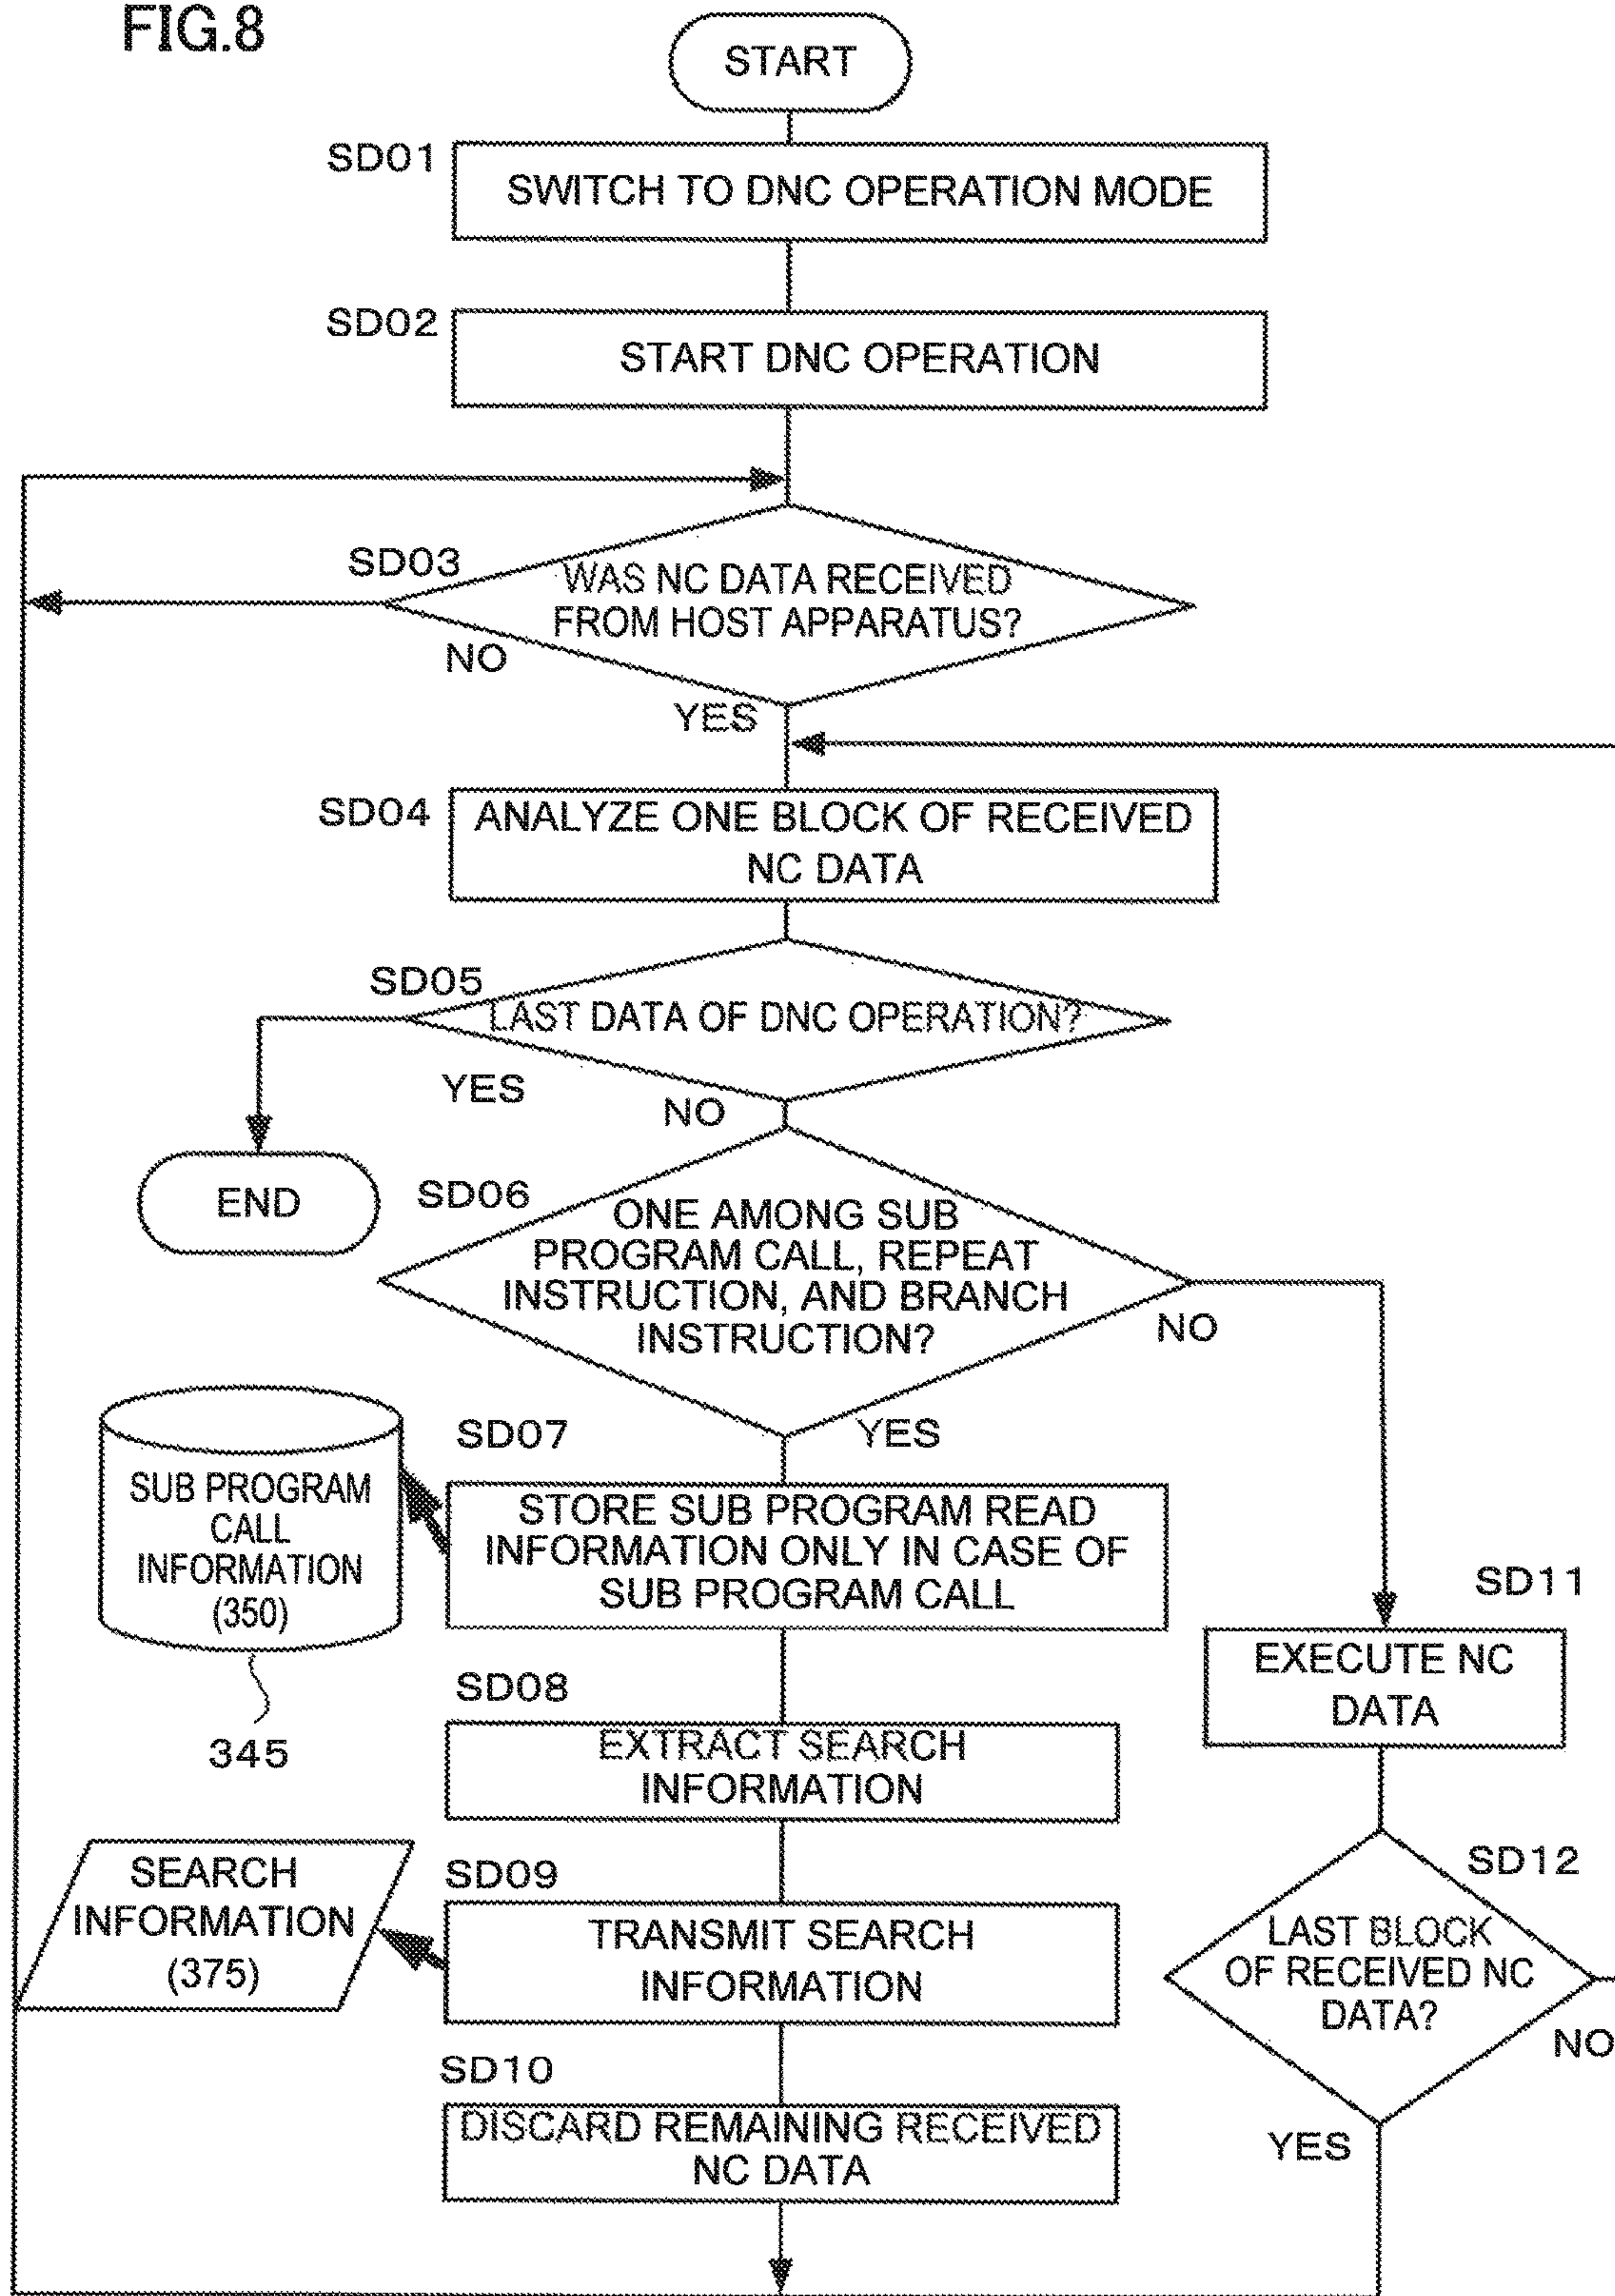 FIG.8
START
SD01
SWITCH TO DNC OPERATION MODE
SD02
START DNC OPERATION
SD03
WAS NC DATA RECEIVED
FROM HOST APPARATUS?
NO
YES
SD04
ANALYZE ONE BLOCK OF RECEIVED
NC DATA
SD05
LAST DATA OF DNC OPERATION?
YES
NO
END
SD06
ONE AMONG SUB
PROGRAM CALL, REPEAT
INSTRUCTION, AND BRANCH
INSTRUCTION?
NO
YES
SD07
STORE SUB PROGRAM READ
INFORMATION ONLY IN CASE OF
SUB PROGRAM CALL
SUB PROGRAM
CALL
INFORMATION
(350)
345
SD08
EXTRACT SEARCH
INFORMATION
SD09
TRANSMIT SEARCH
INFORMATION
SEARCH
INFORMATION
(375)
SD10
DISCARD REMAINING RECEIVED
NC DATA
SD11
EXECUTE NC
DATA
SD12
LAST BLOCK
OF RECEIVED NC
DATA?
NO
YES